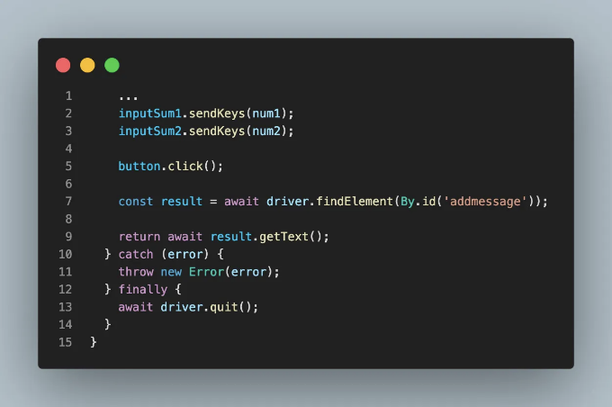 1 ...
2 inputSum1.sendKeys(num1);
3 inputSum2.sendKeys(num2);
4
5 button.click();
6
7 const result = await driver.findElement(By.id('addmessage'));
8
9 return await result.getText();
10 } catch (error) {
11 throw new Error(error);
12 } finally {
13 await driver.quit();
14 }
15 }